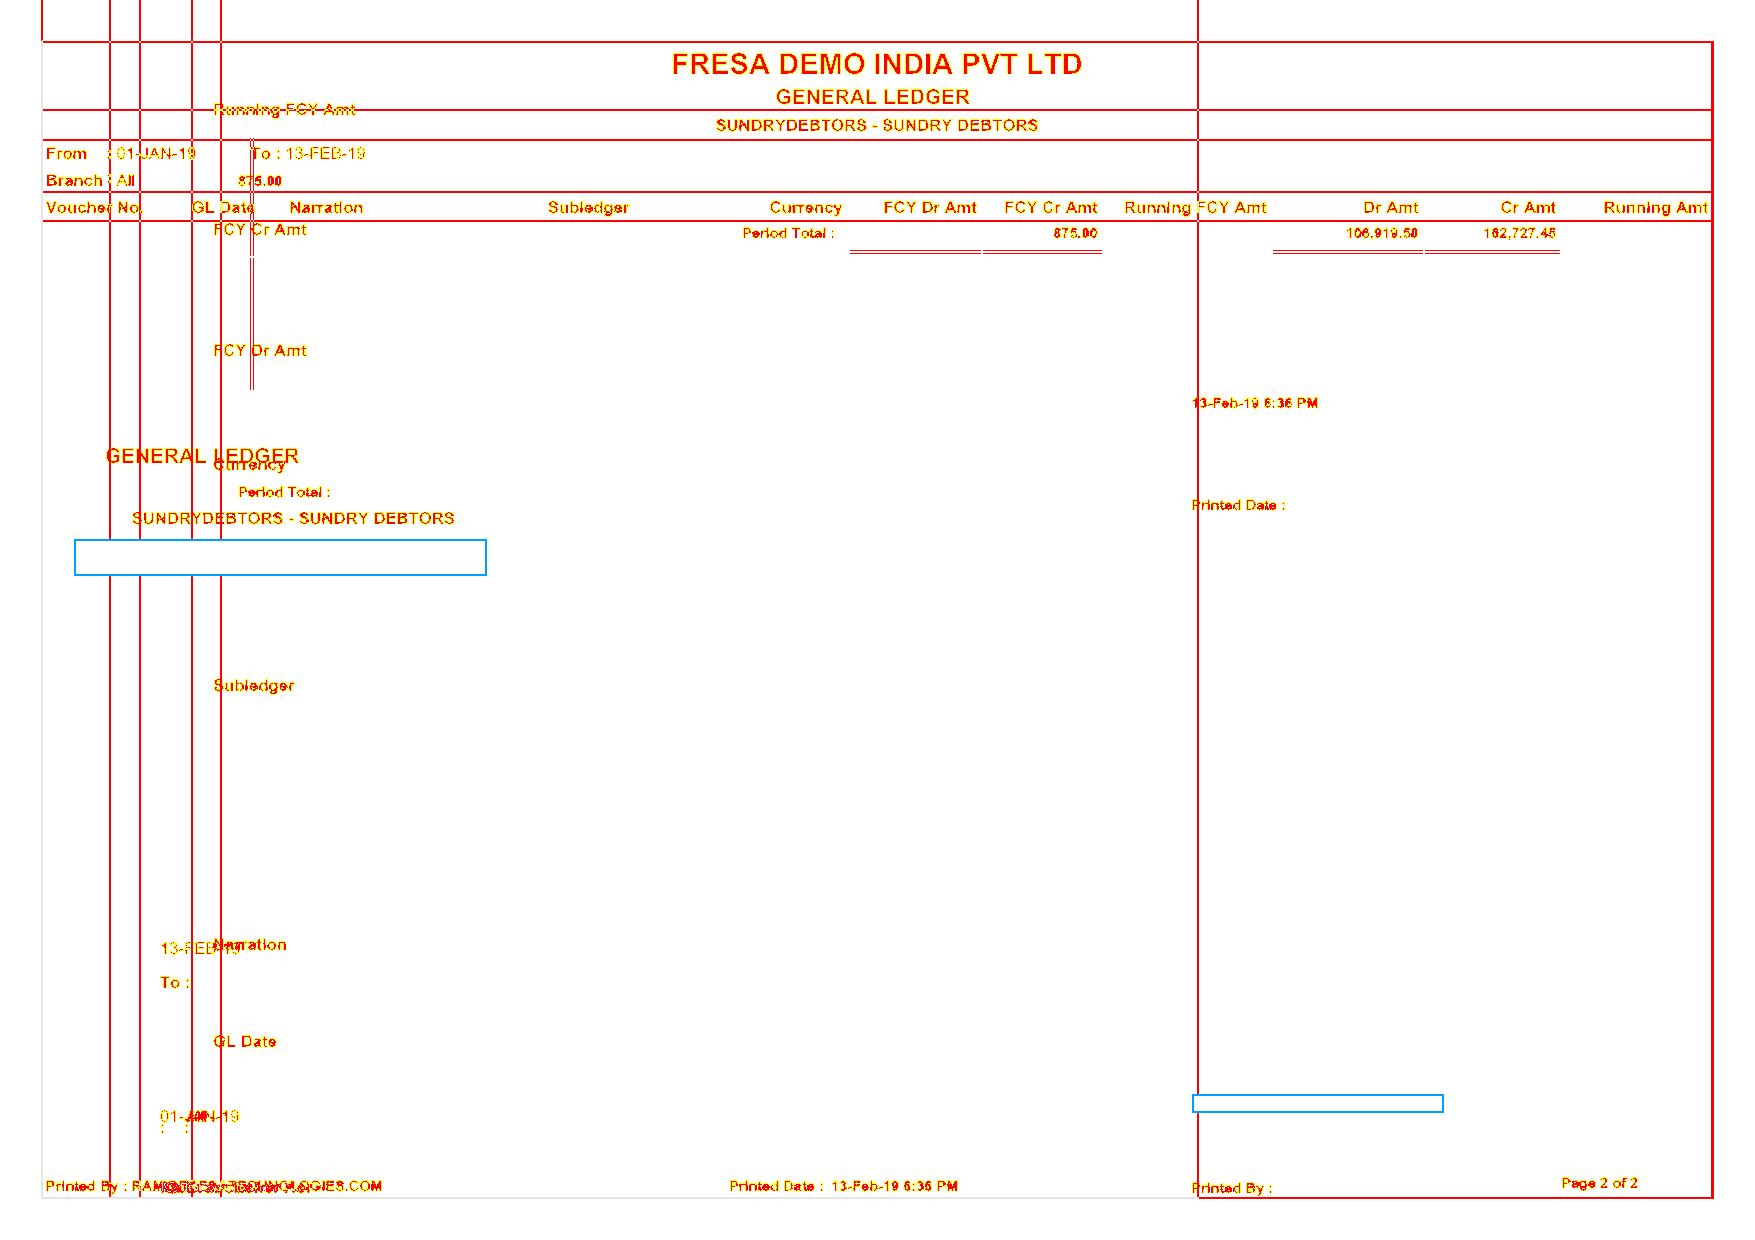 FRESA DEMO INDIA PVT LTD
GENERAL LEDGER
Running FCY Amt
SUNDRYDEBTORS - SUNDRY DEBTORS
From : 01-JAN-19 To : 13-FEB-19
Branch : All 875.00
Voucher No. GL Date Narration Subledger Currency FCY Dr Amt FCY Cr Amt Running FCY Amt Dr Amt Cr Amt Running Amt
FCY Cr Amt Period Total : 875.00 106,919.50 162,727.45
FCY Dr Amt
13-Feb-19 6:36 PM
GENERAL LEDGER
Currency
Period Total :
Printed Date :
SUNDRYDEBTORS - SUNDRY DEBTORS
Subledger
13-FEB-19 Narration
To :
GL Date
01-JAN-19
: :
Printed By : Printed Date : 13-Feb-19 6:36 PM Printed By : Page 2 of 2